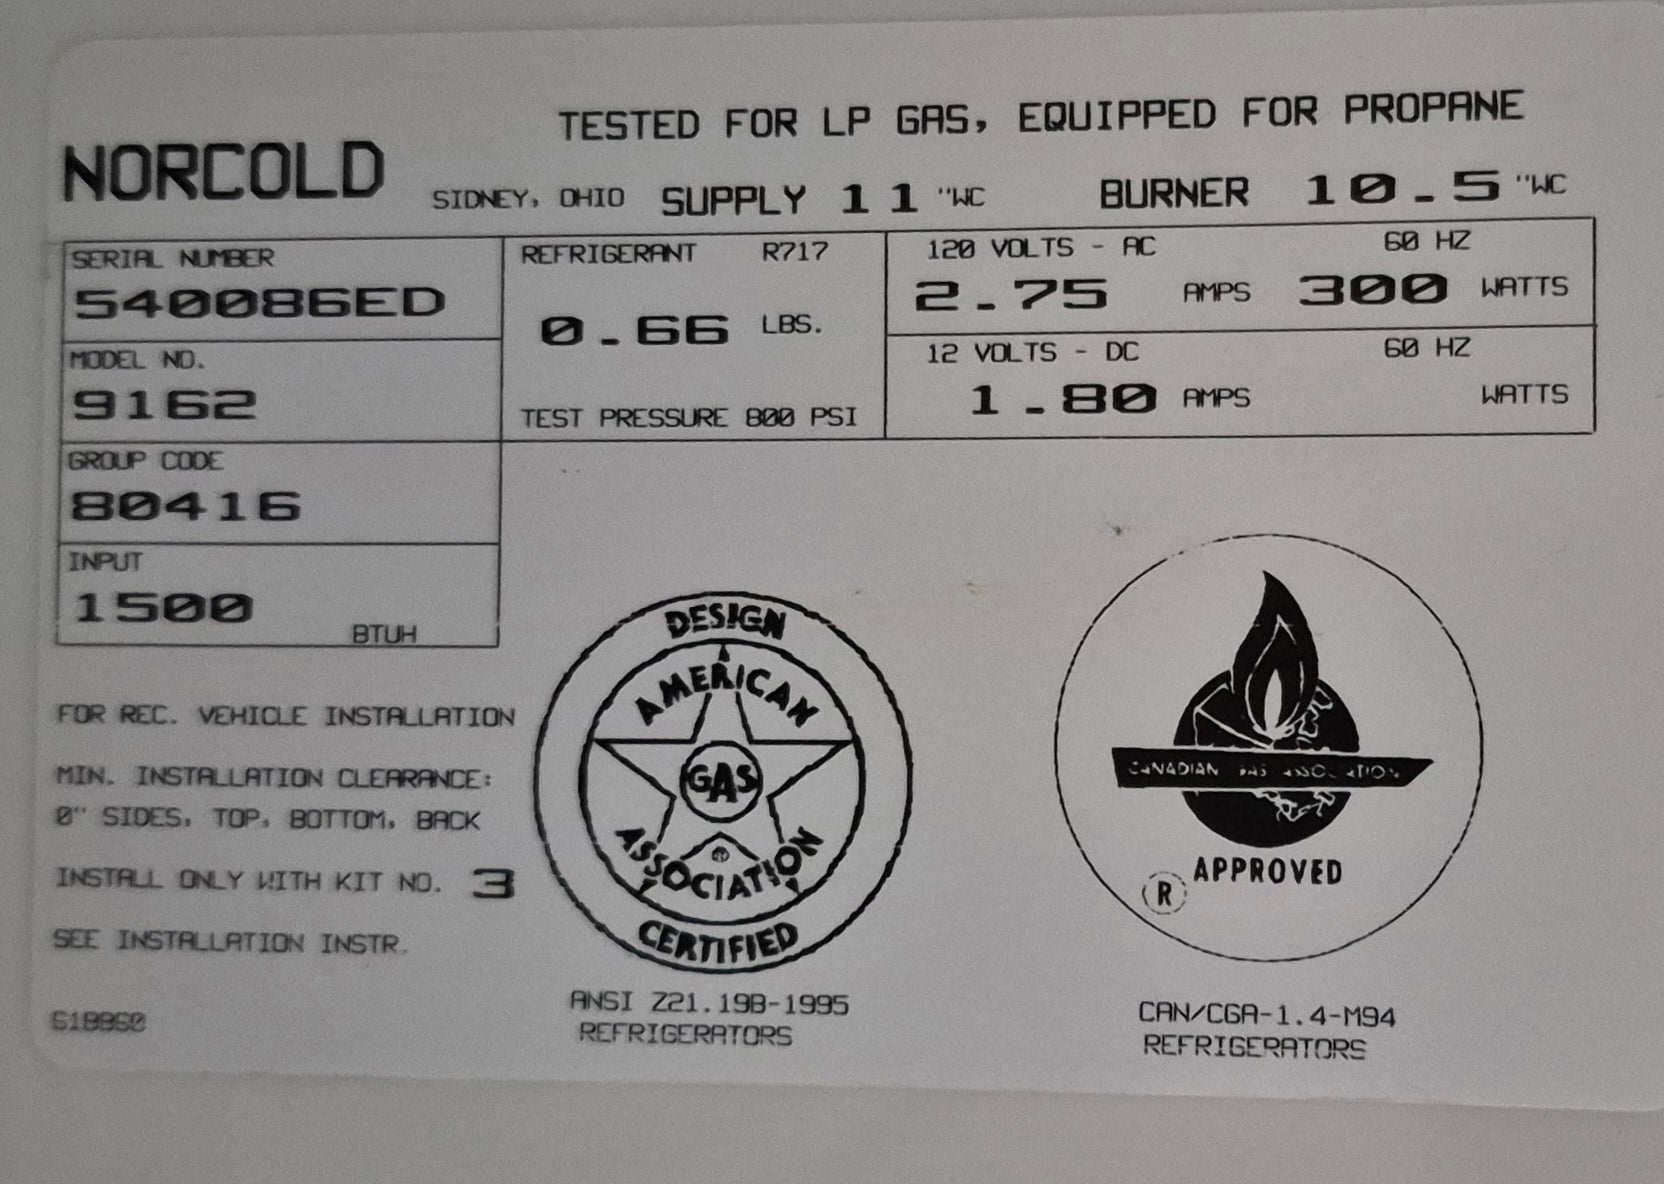 TESTED FOR LP GAS, EQUIPPED FOR PROPANE
NORCOLD SIDNEY, OHIO SUPPLY 11 "WC BURNER 10.5 "WC
SERIAL NUMBER
540086ED
MODEL NO.
9162
GROUP CODE
80416
INPUT
1500
BTUH
REFRIGERANT R717
0.66 LBS.
TEST PRESSURE 800 PSI
120 VOLTS - AC 60 HZ
2.75 AMPS 300 WATTS
12 VOLTS - DC 60 HZ
1.80 AMPS WATTS
FOR REC. VEHICLE INSTALLATION
MIN. INSTALLATION CLEARANCE:
0" SIDES, TOP, BOTTOM, BACK
INSTALL ONLY WITH KIT NO. 3
SEE INSTALLATION INSTR.
DESIGN
AMERICAN
GAS
ASSOCIATION
®
CERTIFIED
ANSI Z21.19B-1995
REFRIGERATORS
CANADIAN GAS ASSOCIATION
APPROVED
®
CAN/CGA-1.4-M94
REFRIGERATORS